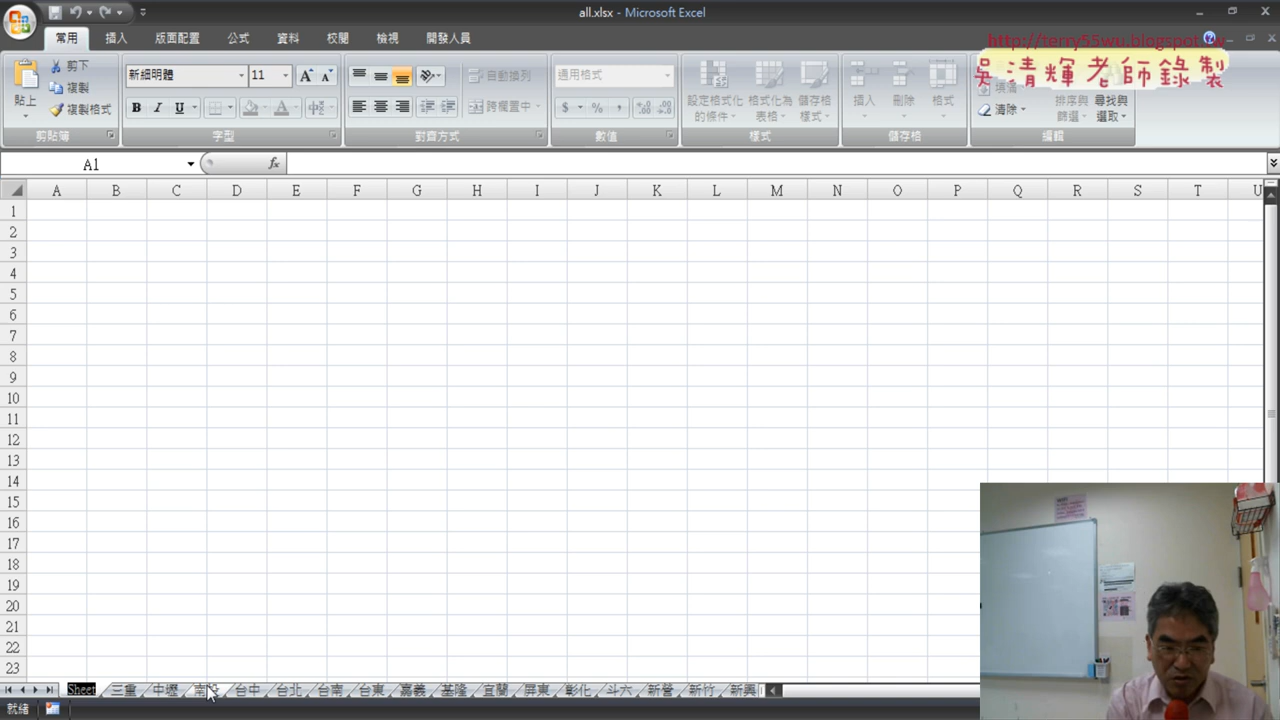 all.xlsx - Microsoft Excel
常用 插入 版面配置 公式 資料 校閱 檢視 開發人員
http://terry55wu.blogspot.tw
吳清輝老師錄製
貼上 剪下 複製 複製格式
剪貼簿
新細明體 11
B I U
字型
自動換列
跨欄置中
對齊方式
通用格式
$ % ,
數值
設定格式化的條件 格式化為表格 儲存格樣式
樣式
插入 刪除 格式
儲存格
填滿
清除
排序與篩選 尋找與選取
編輯
A1 fx
A B C D E F G H I J K L M N O P Q R S T U
1
2
3
4
5
6
7
8
9
10
11
12
13
14
15
16
17
18
19
20
21
22
23
Sheet 三重 中壢 南投 台中 台北 台南 台東 嘉義 基隆 宜蘭 屏東 彰化 斗六 新營 新竹 新興
就緒